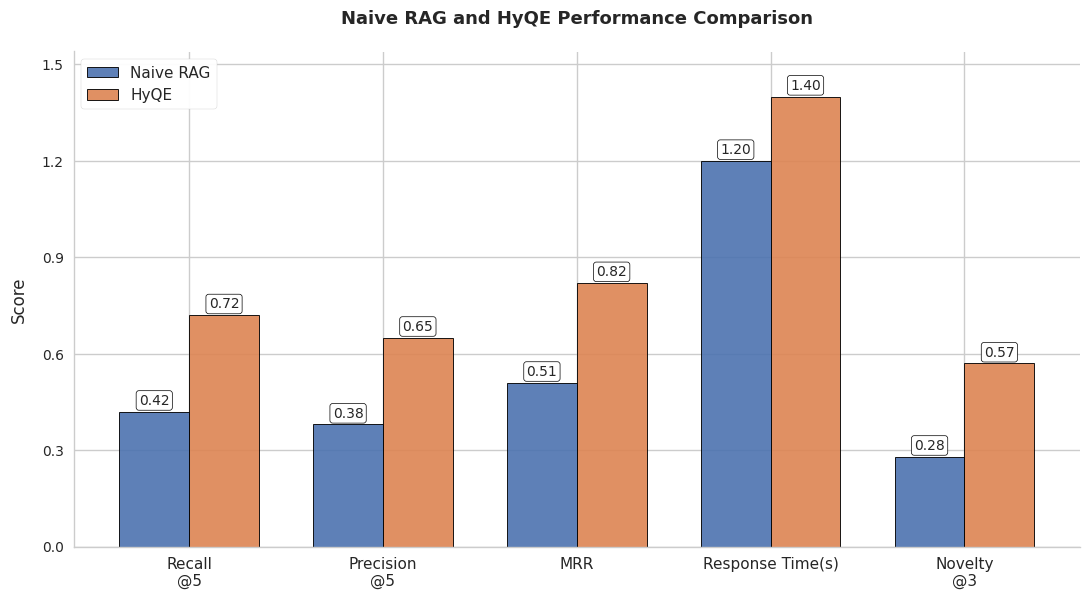 Naive RAG and HyQE Performance Comparison
Naive RAG
HyQE
Score
1.5
1.2
0.9
0.6
0.3
0.0
0.42
0.72
0.38
0.65
0.51
0.82
1.20
1.40
0.28
0.57
Recall
@5
Precision
@5
MRR
Response Time(s)
Novelty
@3